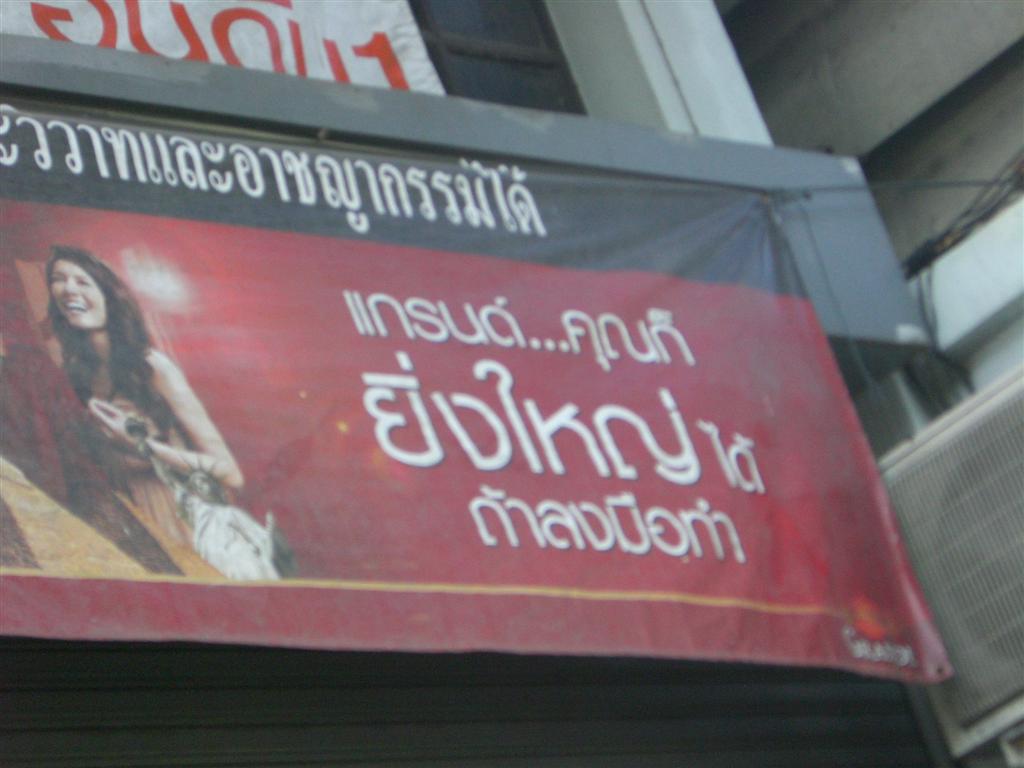 ววาทและอาชญากรรมได้
แกรนด์...คุณก็
ยิ่งใหญ่ ได้
ถ้าลงมือทำ